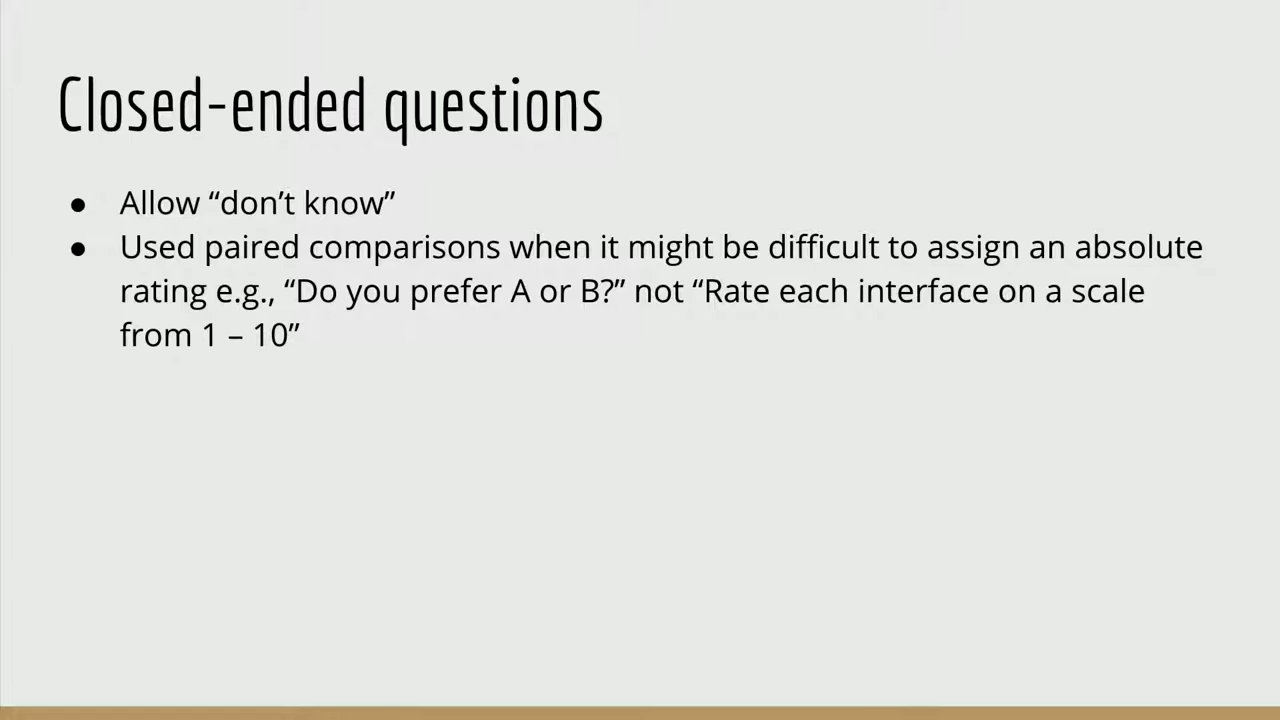 Closed-ended questions
● Allow “don’t know”
● Used paired comparisons when it might be difficult to assign an absolute
rating e.g., “Do you prefer A or B?” not “Rate each interface on a scale
from 1 – 10”